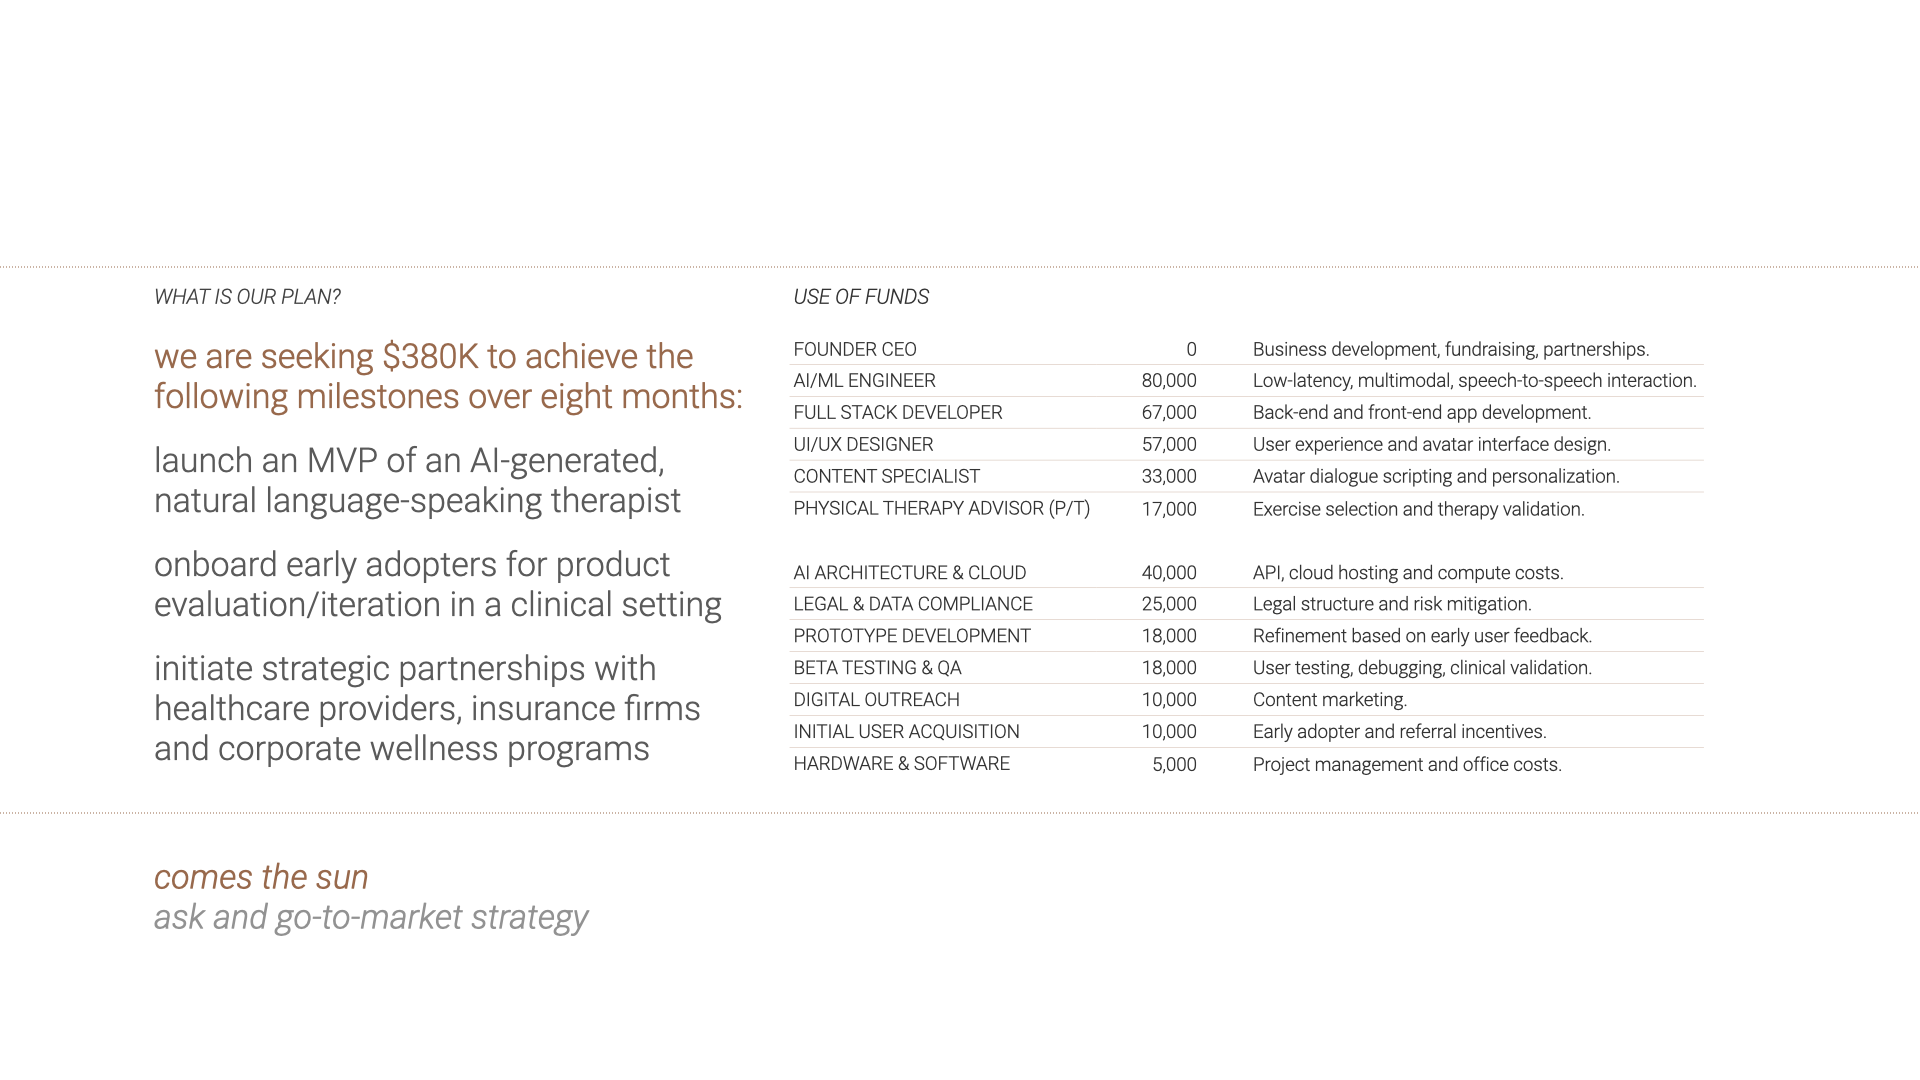 WHAT IS OUR PLAN?
we are seeking $380K to achieve the
following milestones over eight months:
launch an MVP of an AI-generated,
natural language-speaking therapist
onboard early adopters for product
evaluation/iteration in a clinical setting
initiate strategic partnerships with
healthcare providers, insurance firms
and corporate wellness programs
USE OF FUNDS
FOUNDER CEO 0 Business development, fundraising, partnerships.
AI/ML ENGINEER 80,000 Low-latency, multimodal, speech-to-speech interaction.
FULL STACK DEVELOPER 67,000 Back-end and front-end app development.
UI/UX DESIGNER 57,000 User experience and avatar interface design.
CONTENT SPECIALIST 33,000 Avatar dialogue scripting and personalization.
PHYSICAL THERAPY ADVISOR (P/T) 17,000 Exercise selection and therapy validation.
AI ARCHITECTURE & CLOUD 40,000 API, cloud hosting and compute costs.
LEGAL & DATA COMPLIANCE 25,000 Legal structure and risk mitigation.
PROTOTYPE DEVELOPMENT 18,000 Refinement based on early user feedback.
BETA TESTING & QA 18,000 User testing, debugging, clinical validation.
DIGITAL OUTREACH 10,000 Content marketing.
INITIAL USER ACQUISITION 10,000 Early adopter and referral incentives.
HARDWARE & SOFTWARE 5,000 Project management and office costs.
comes the sun
ask and go-to-market strategy